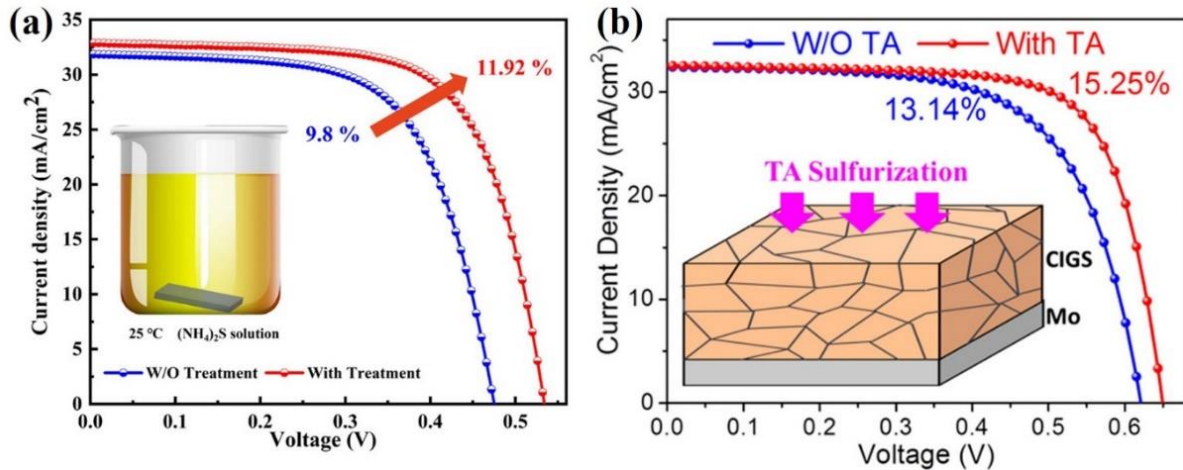 (a)
Current density (mA/cm²)
35
30
25
20
15
10
5
0
11.92 %
9.8 %
25 °C (NH₄)₂S solution
W/O Treatment With Treatment
0.0 0.1 0.2 0.3 0.4 0.5
Voltage (V)
(b)
Current Density (mA/cm²)
33
22
11
0
W/O TA With TA
15.25%
13.14%
TA Sulfurization
CIGS
Mo
0.0 0.1 0.2 0.3 0.4 0.5 0.6
Voltage (V)